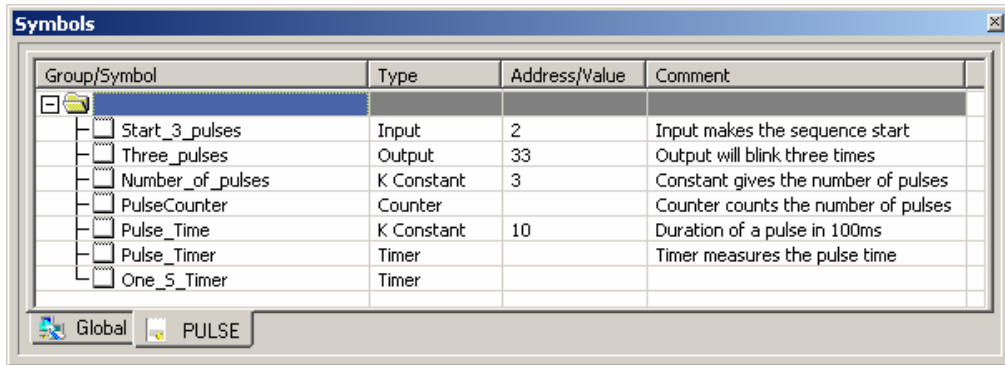 Symbols
Group/Symbol Type Address/Value Comment
Start_3_pulses Input 2 Input makes the sequence start
Three_pulses Output 33 Output will blink three times
Number_of_pulses K Constant 3 Constant gives the number of pulses
PulseCounter Counter Counter counts the number of pulses
Pulse_Time K Constant 10 Duration of a pulse in 100ms
Pulse_Timer Timer Timer measures the pulse time
One_S_Timer Timer
Global PULSE